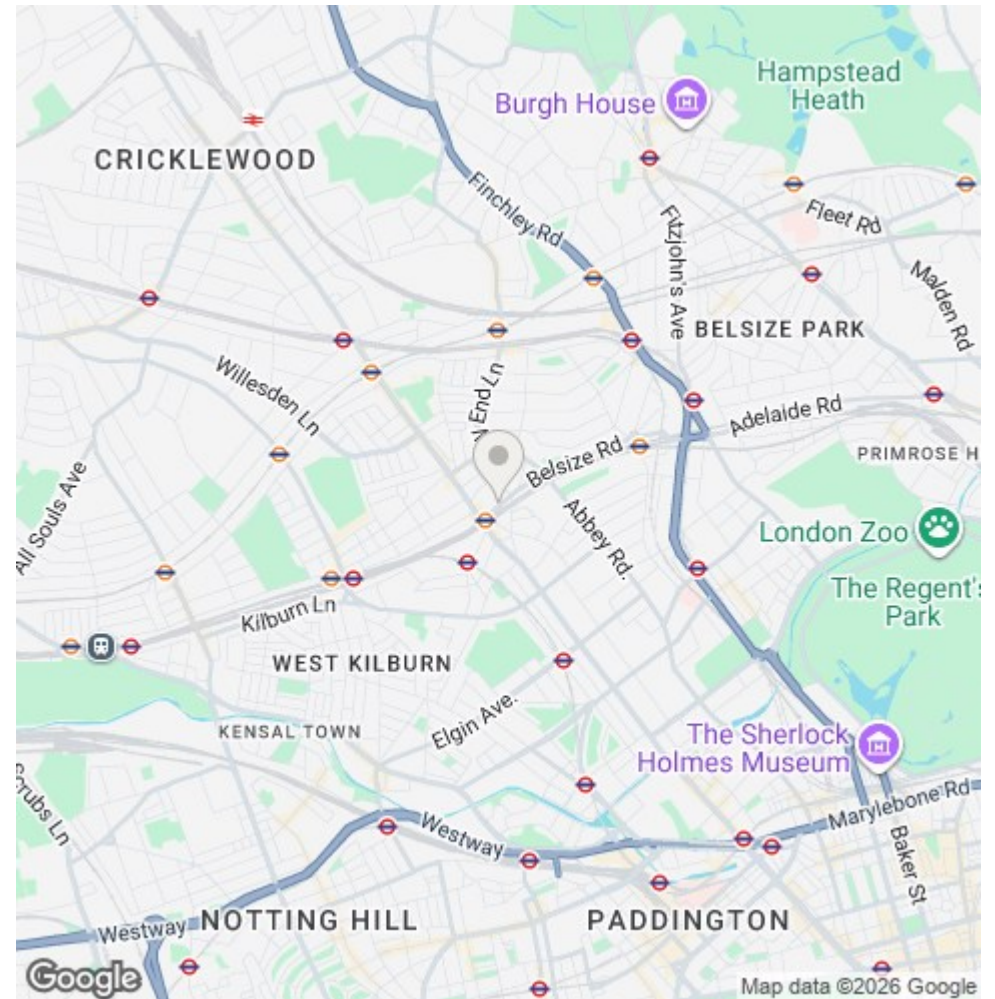 Hampstead
Heath
Burgh House
CRICKLEWOOD
Finchley Rd
Fitzjohn's Ave
Fleet Rd
Malden Rd
BELSIZE PARK
Willesden Ln
End Ln
Adelaide Rd
Belsize Rd
PRIMROSE H
All Souls Ave
Abbey Rd.
London Zoo
The Regent's
Park
Kilburn Ln
WEST KILBURN
Elgin Ave.
KENSAL TOWN
The Sherlock
Holmes Museum
Scrubs Ln
Westway
Marylebone Rd
Baker St
Westway
NOTTING HILL
PADDINGTON
Google
Map data ©2026 Google